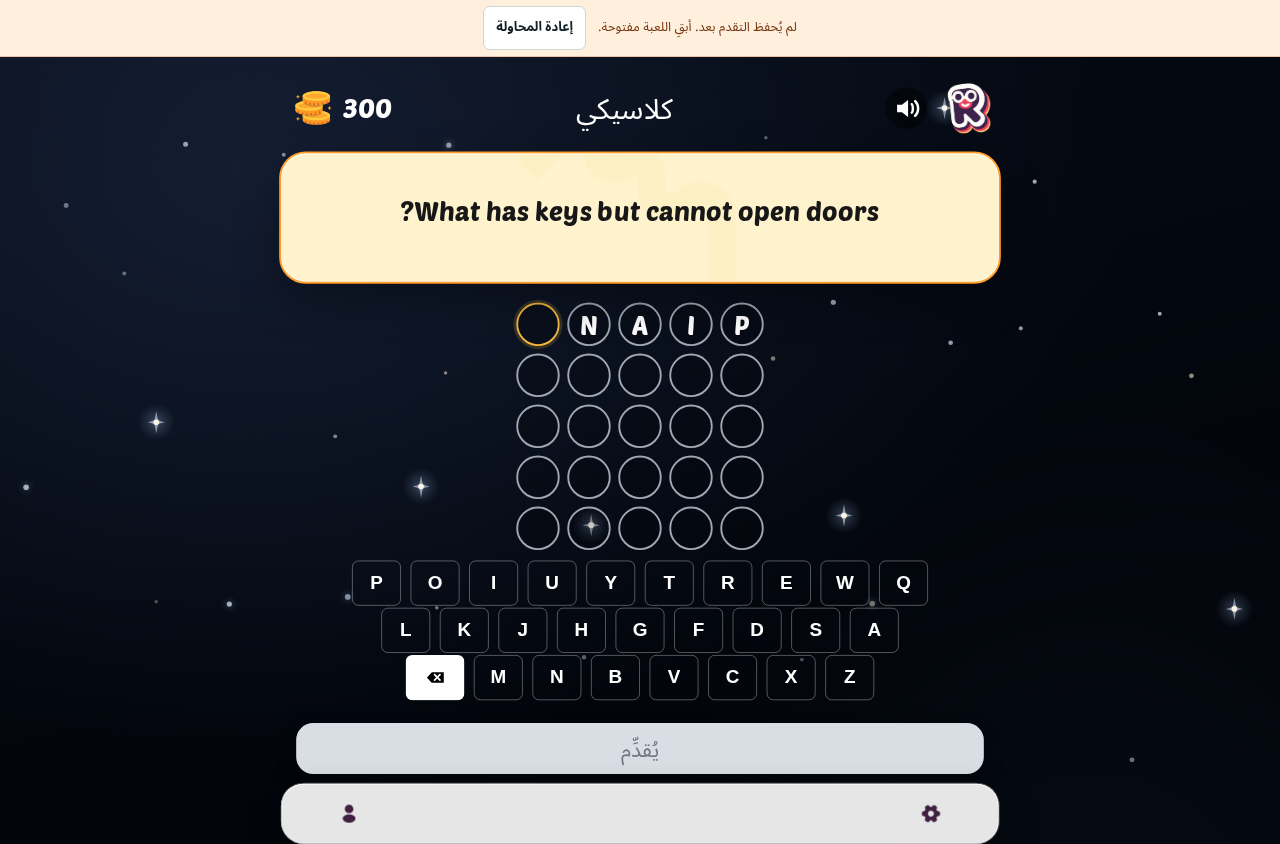 لم يُحفظ التقدم بعد. أبقِ اللعبة مفتوحة.
إعادة المحاولة
كلاسيكي
300
?What has keys but cannot open doors
N A I P
P O I U Y T R E W Q
L K J H G F D S A
M N B V C X Z
يُقدِّم